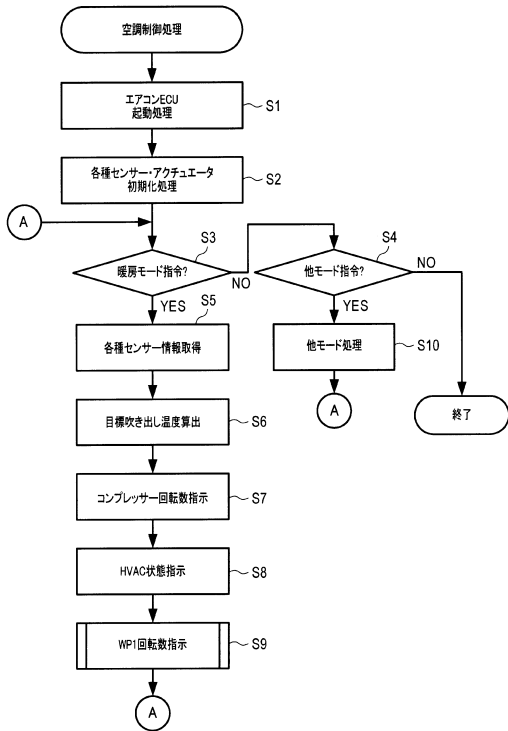 空調制御処理
エアコンECU
起動処理
S1
各種センサー・アクチュエータ
初期化処理
S2
A
S3
暖房モード指令?
NO
YES
S4
他モード指令?
NO
YES
S5
各種センサー情報取得
他モード処理
S10
A
終了
目標吹き出し温度算出
S6
コンプレッサー回転数指示
S7
HVAC状態指示
S8
WP1回転数指示
S9
A